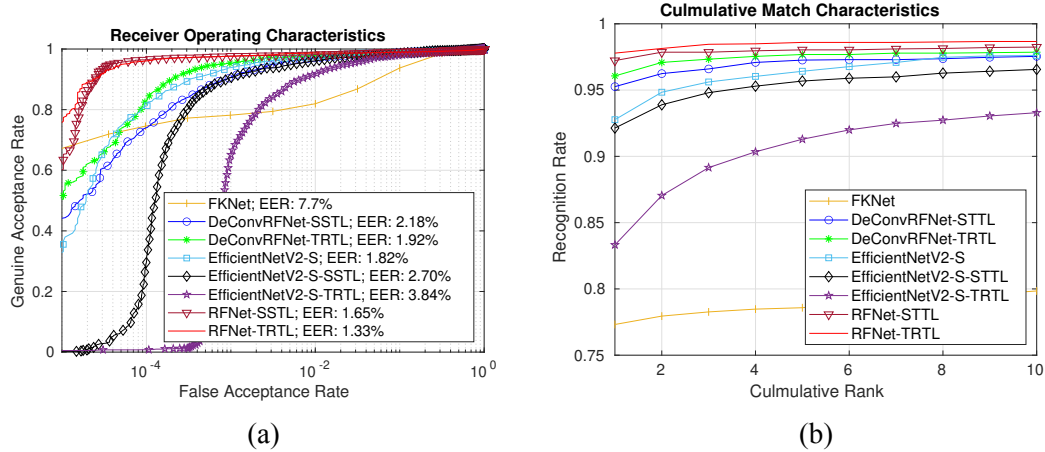 Receiver Operating Characteristics
1
0.8
0.6
0.4
0.2
0
Genuine Acceptance Rate
FKNet; EER: 7.7%
DeConvRFNet-SSTL; EER: 2.18%
DeConvRFNet-TRTL; EER: 1.92%
EfficientNetV2-S; EER: 1.82%
EfficientNetV2-S-SSTL; EER: 2.70%
EfficientNetV2-S-TRTL; EER: 3.84%
RFNet-SSTL; EER: 1.65%
RFNet-TRTL; EER: 1.33%
10⁻⁴ 10⁻² 10⁰
False Acceptance Rate
(a)
Culmulative Match Characteristics
1
0.95
0.9
0.85
0.8
0.75
Recognition Rate
FKNet
DeConvRFNet-STTL
DeConvRFNet-TRTL
EfficientNetV2-S
EfficientNetV2-S-STTL
EfficientNetV2-S-TRTL
RFNet-STTL
RFNet-TRTL
2 4 6 8 10
Culmulative Rank
(b)